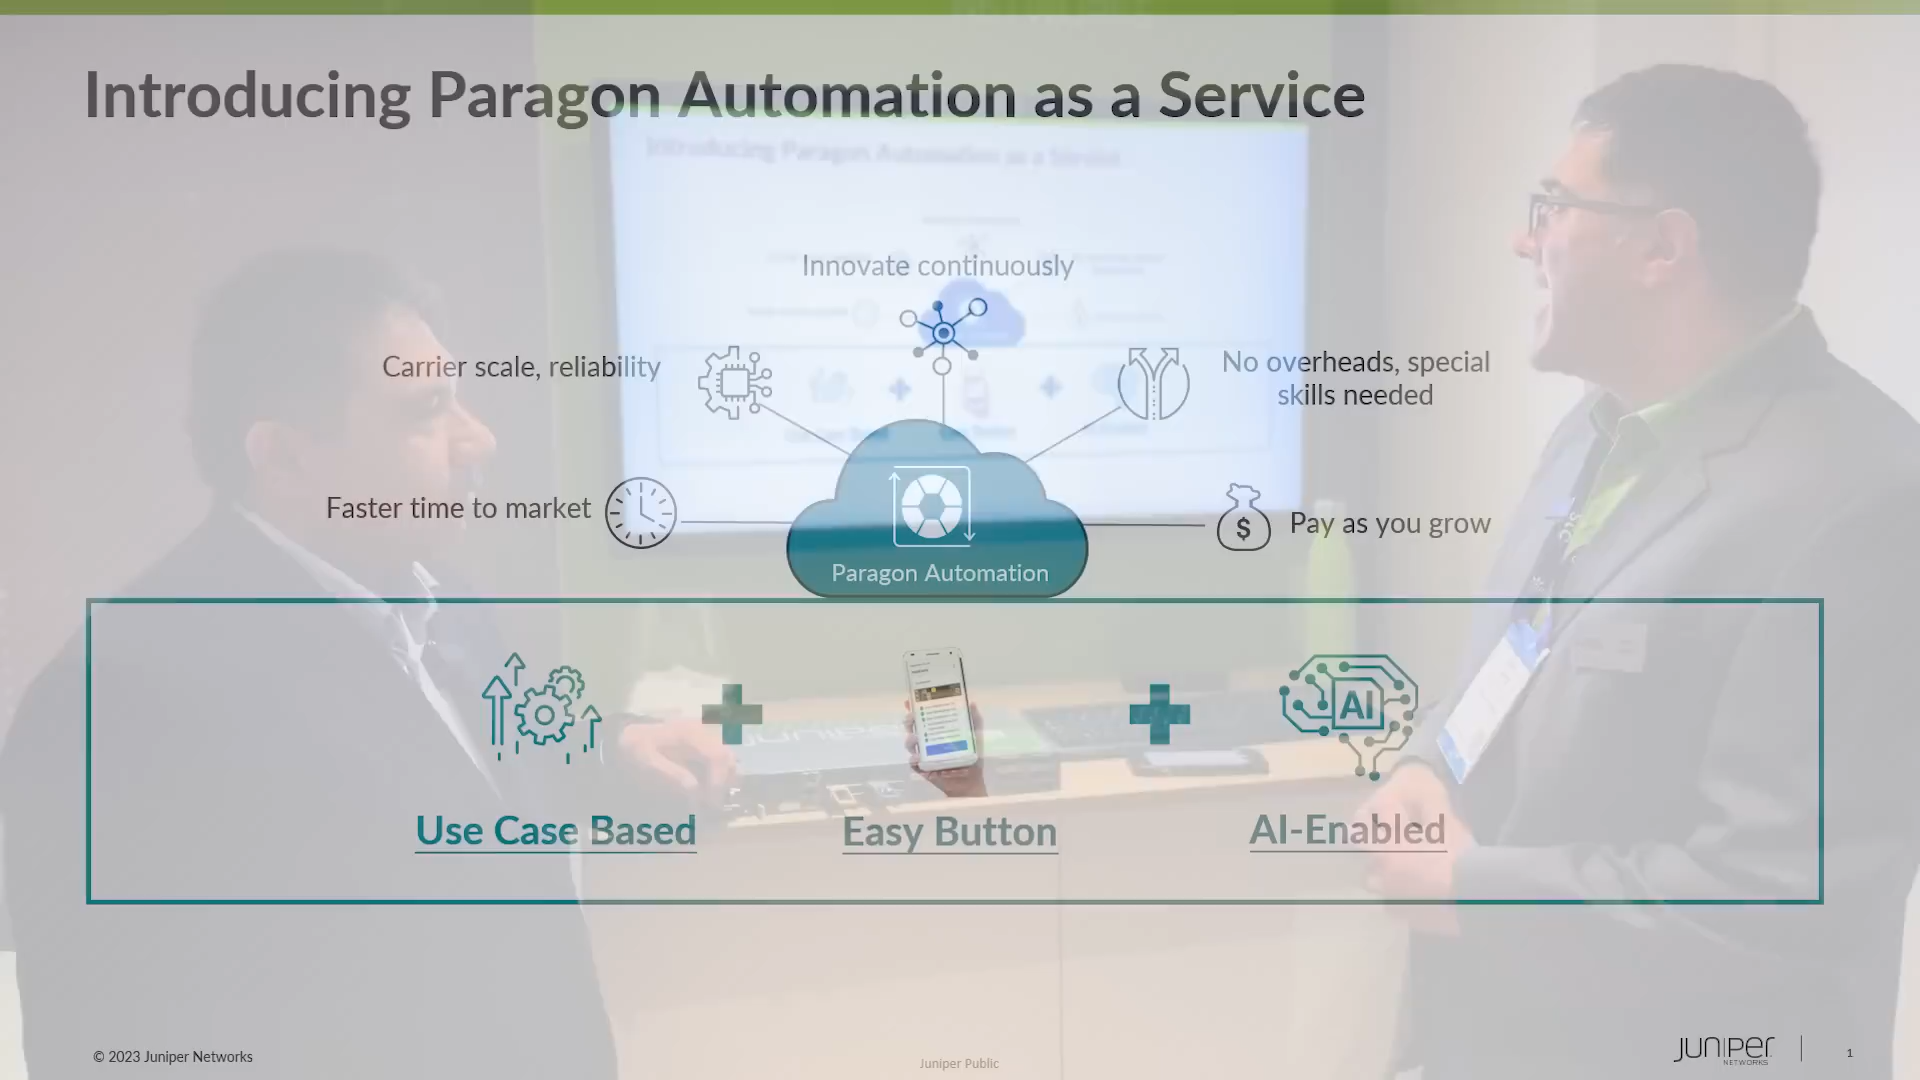 Introducing Paragon Automation as a Service
Innovate continuously
Carrier scale, reliability
No overheads, special
skills needed
Faster time to market
$
Pay as you grow
Paragon Automation
AI
Use Case Based
Easy Button
AI-Enabled
© 2023 Juniper Networks
Juniper Public
JUNIPER
NETWORKS
1